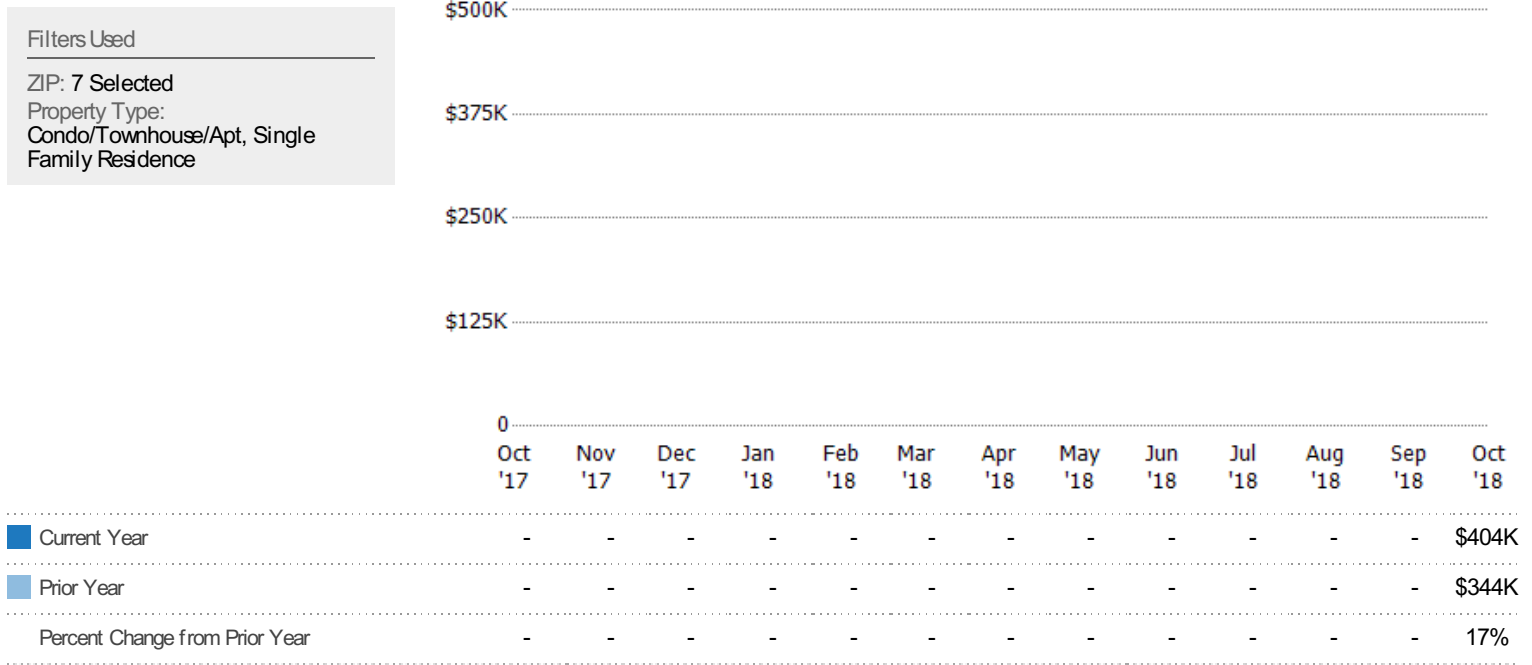 Filters Used
ZIP: 7 Selected
Property Type:
Condo/Townhouse/Apt, Single
Family Residence
$500K
$375K
$250K
$125K
0
Oct Nov Dec Jan Feb Mar Apr May Jun Jul Aug Sep Oct
'17 '17 '17 '18 '18 '18 '18 '18 '18 '18 '18 '18 '18
Current Year - - - - - - - - - - - - $404K
Prior Year - - - - - - - - - - - - $344K
Percent Change from Prior Year - - - - - - - - - - - - 17%